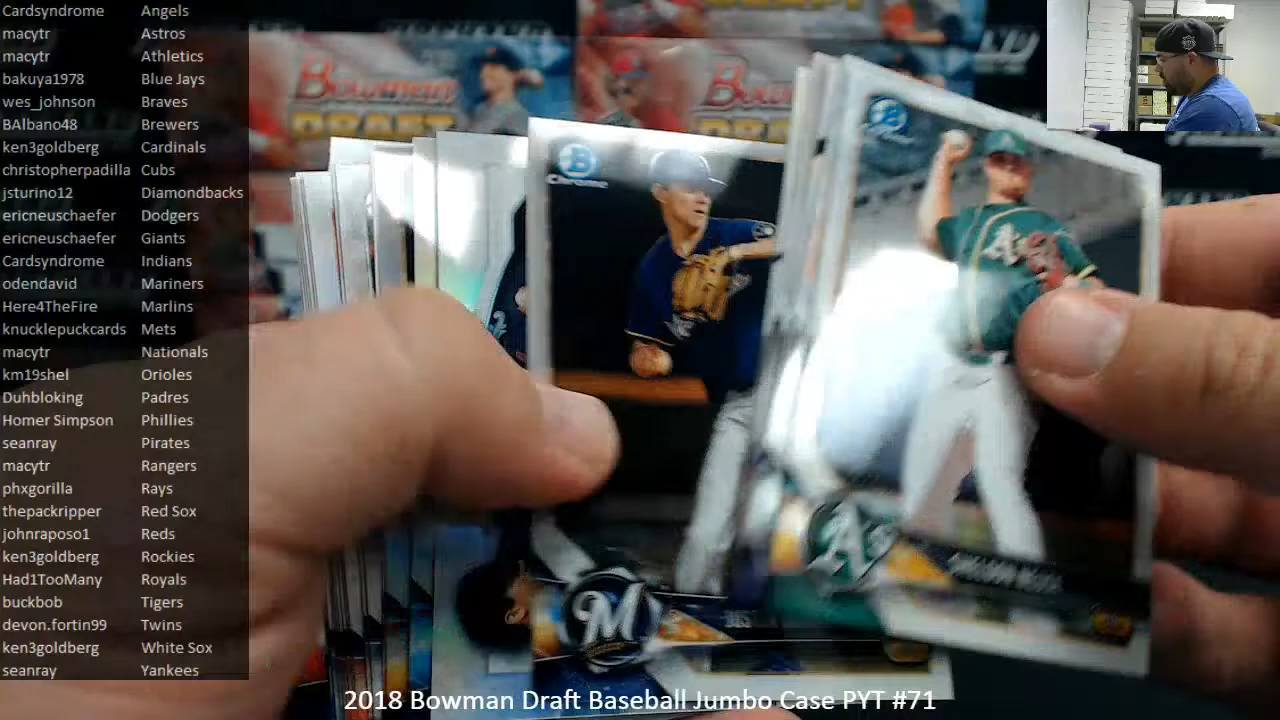 Cardsyndrome Angels
macytr Astros
macytr Athletics
bakuya1978 Blue Jays
wes_johnson Braves
BAlbano48 Brewers
ken3goldberg Cardinals
christopherpadilla Cubs
jsturino12 Diamondbacks
ericneuschaefer Dodgers
ericneuschaefer Giants
Cardsyndrome Indians
odendavid Mariners
Here4TheFire Marlins
knucklepuckcards Mets
macytr Nationals
km19shel Orioles
Duhbloking Padres
Homer Simpson Phillies
seanray Pirates
macytr Rangers
phxgorilla Rays
thepackripper Red Sox
johnraposo1 Reds
ken3goldberg Rockies
Had1TooMany Royals
buckbob Tigers
devon.fortin99 Twins
ken3goldberg White Sox
seanray Yankees
Bowman
DRAFT
B
Chrome
A's
M
A's
2018 Bowman Draft Baseball Jumbo Case PYT #71